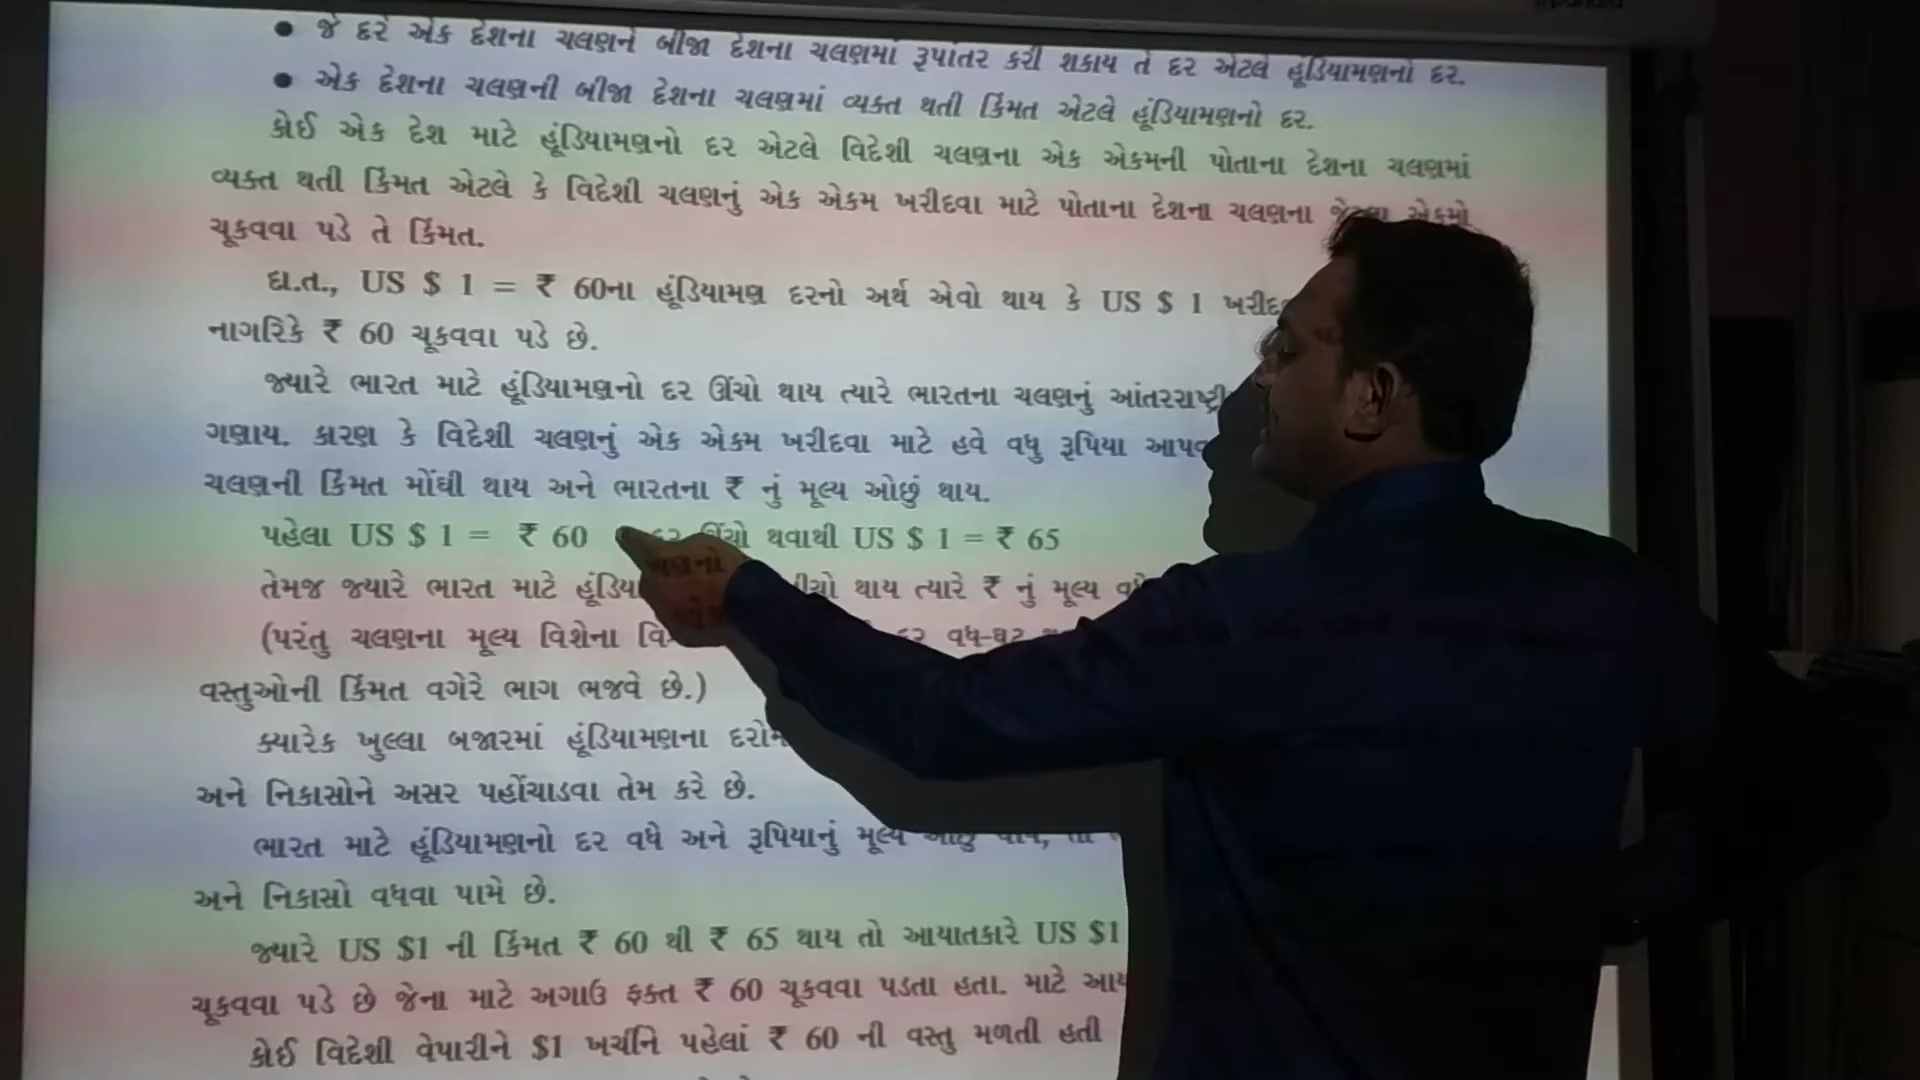 • જે દરે એક દેશના ચલણને બીજા દેશના ચલણમાં રૂપાંતર કરી શકાય તે દર એટલે હૂંડિયામણનો દર.
• એક દેશના ચલણની બીજા દેશના ચલણમાં વ્યક્ત થતી કિંમત એટલે હૂંડિયામણનો દર.
કોઈ એક દેશ માટે હૂંડિયામણનો દર એટલે વિદેશી ચલણના એક એકમની પોતાના દેશના ચલણમાં
વ્યક્ત થતી કિંમત એટલે કે વિદેશી ચલણનું એક એકમ ખરીદવા માટે પોતાના દેશના ચલણના જેટલા એકમો
ચૂકવવા પડે તે કિંમત.
દા.ત., US $ 1 = ₹ 60ના હૂંડિયામણ દરનો અર્થ એવો થાય કે US $ 1
નાગરિકે ₹ 60 ચૂકવવા પડે છે.
જ્યારે ભારત માટે હૂંડિયામણનો દર ઊંચો થાય ત્યારે ભારતના ચલણનું
ગણાય. કારણ કે વિદેશી ચલણનું એક એકમ ખરીદવા માટે હવે વધુ રૂપિયા
ચલણની કિંમત મોંઘી થાય અને ભારતના ₹ નું મૂલ્ય ઓછું થાય.
પહેલા US $ 1 = ₹ 60 દર ઊંચો થવાથી US $ 1 = ₹ 65
તેમજ જ્યારે ભારત માટે થાય ત્યારે ₹ નું મૂલ્ય
(પરંતુ ચલણના મૂલ્ય વિશેના દર વધ-ઘટ
વસ્તુઓની કિંમત વગેરે ભાગ ભજવે છે.)
ક્યારેક ખુલ્લા બજારમાં હૂંડિયામણના
અને નિકાસોને અસર પહોંચાડવા તેમ કરે છે.
ભારત માટે હૂંડિયામણનો દર વધે અને રૂપિયાનું મૂલ્ય ઓછું થાય, તો
અને નિકાસો વધવા પામે છે.
જ્યારે US $1 ની કિંમત ₹ 60 થી ₹ 65 થાય તો આયાતકારે US $1
ચૂકવવા પડે છે જેના માટે અગાઉ ફક્ત ₹ 60 ચૂકવવા પડતા હતા. માટે
કોઈ વિદેશી વેપારીને $1 ખર્ચીને પહેલાં ₹ 60 ની વસ્તુ મળતી હતી